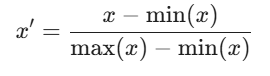 x′ = (x − min(x)) / (max(x) − min(x))